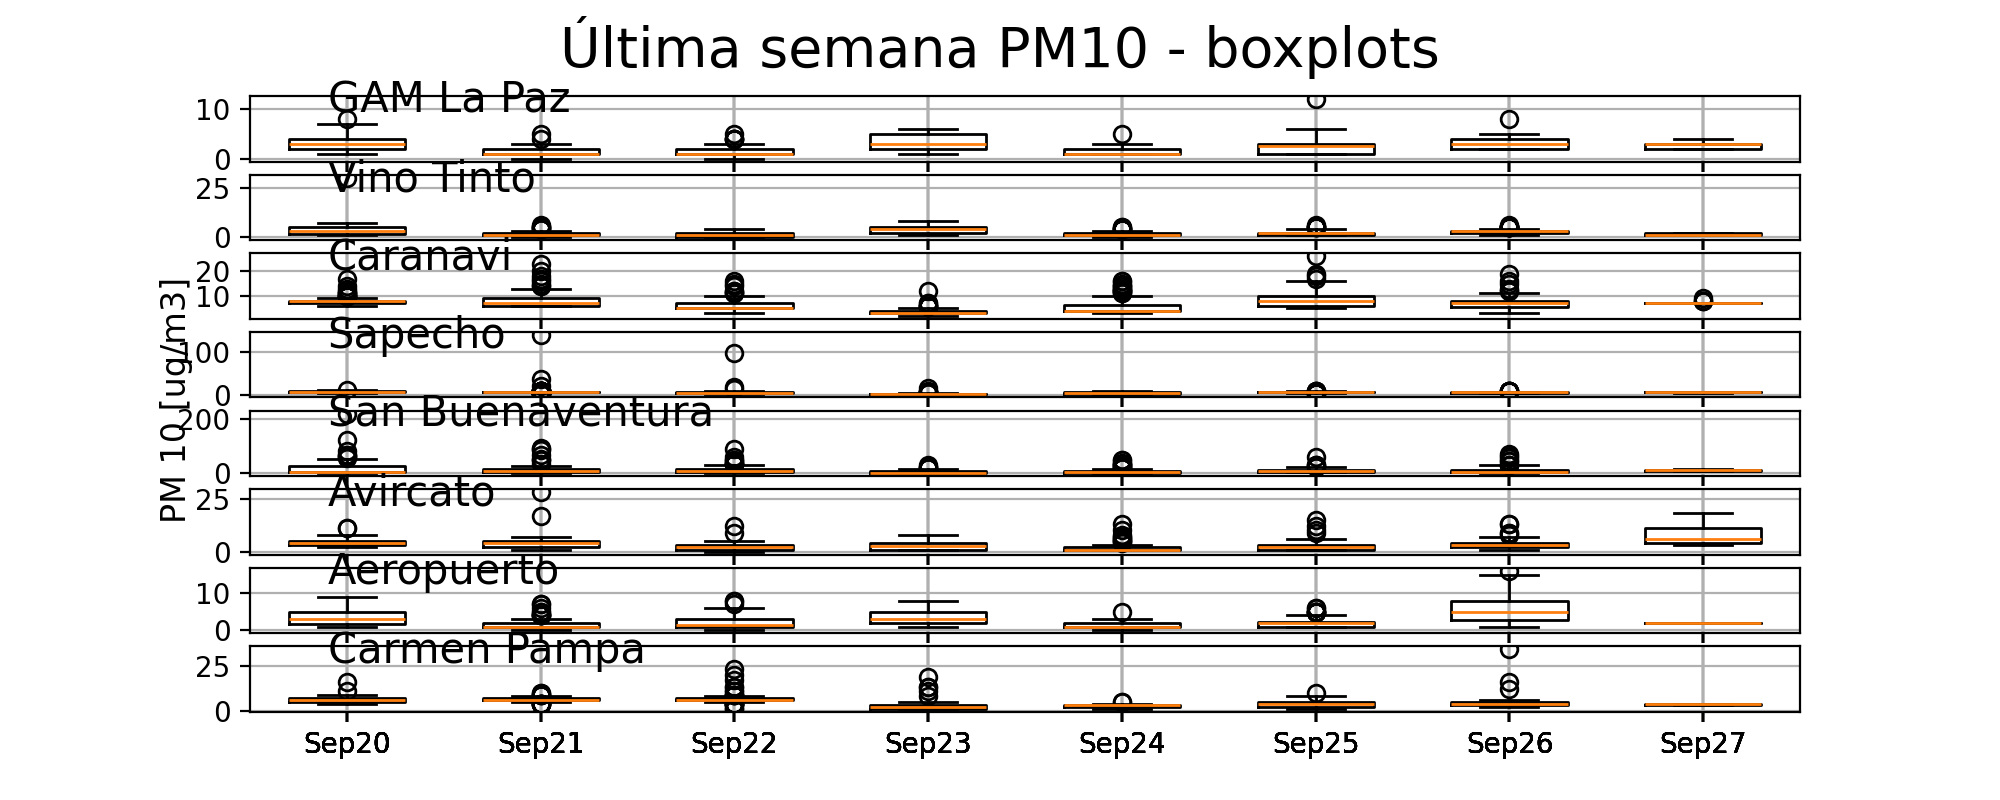 Última semana PM10 - boxplots
PM 10 [ug/m3]
GAM La Paz
10
0
Vino Tinto
25
0
Caranavi
20
10
Sapecho
100
0
San Buenaventura
200
0
Avircato
25
0
Aeropuerto
10
0
Carmen Pampa
25
0
Sep20 Sep21 Sep22 Sep23 Sep24 Sep25 Sep26 Sep27